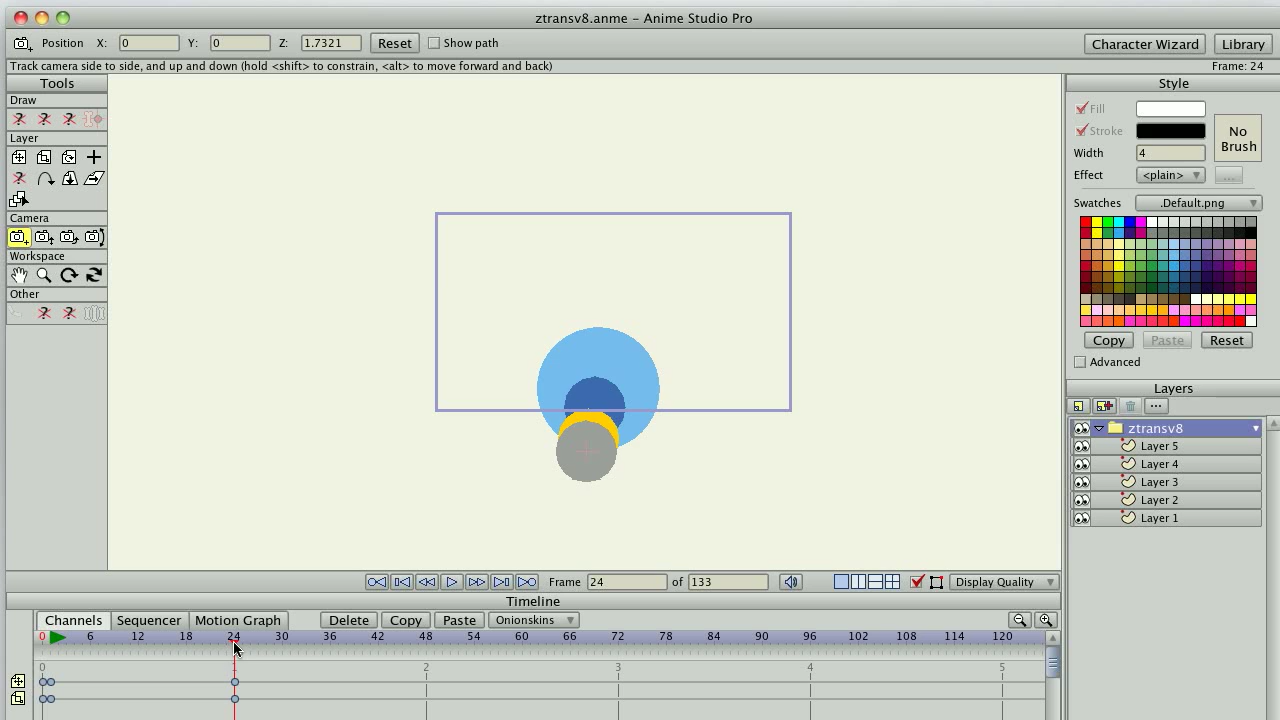 ztransv8.anme - Anime Studio Pro
Position X: 0 Y: 0 Z: 1.7321 Reset Show path Character Wizard Library
Track camera side to side, and up and down (hold <shift> to constrain, <alt> to move forward and back) Frame: 24
Tools
Draw
Layer
Camera
Workspace
Other
Style
Fill
Stroke
No Brush
Width 4
Effect <plain> ...
Swatches .Default.png
Copy Paste Reset
Advanced
Layers
ztransv8
Layer 5
Layer 4
Layer 3
Layer 2
Layer 1
Frame 24 of 133 Display Quality
Timeline
Channels Sequencer Motion Graph Delete Copy Paste Onionskins
0 6 12 18 24 30 36 42 48 54 60 66 72 78 84 90 96 102 108 114 120
0 1 2 3 4 5